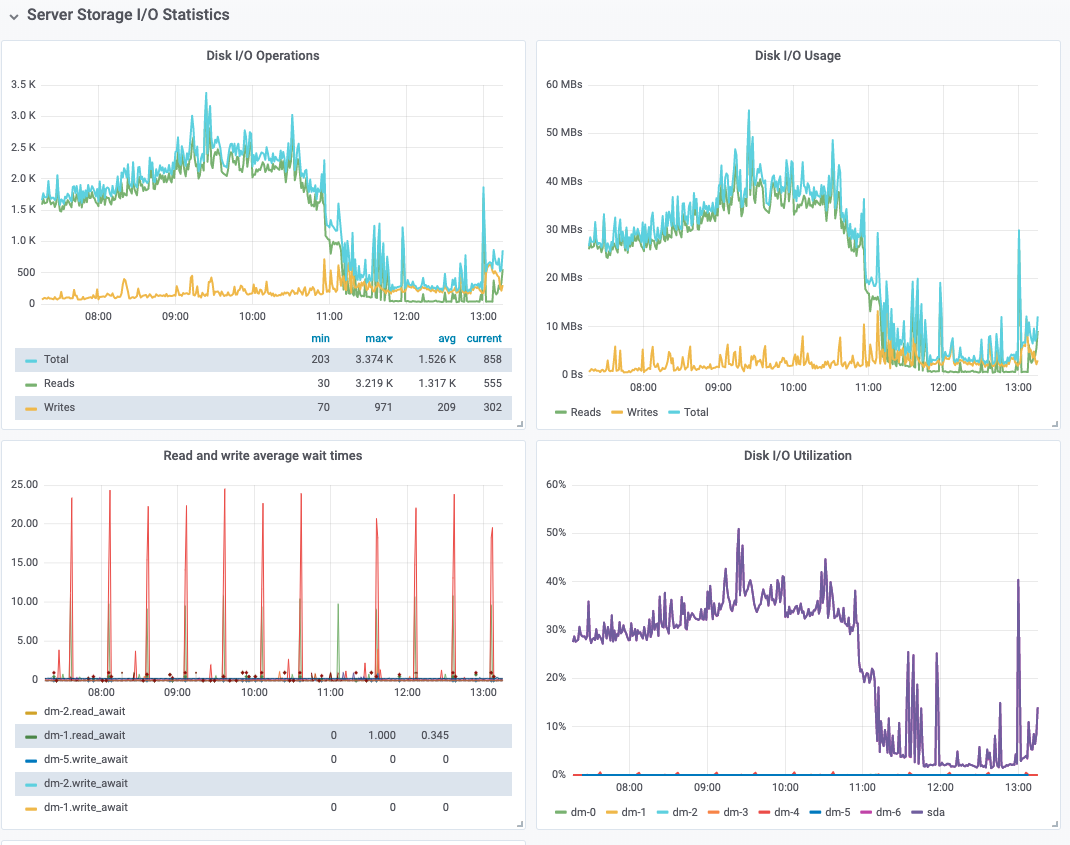 Server Storage I/O Statistics
Disk I/O Operations
3.5 K
3.0 K
2.5 K
2.0 K
1.5 K
1.0 K
500
0
08:00 09:00 10:00 11:00 12:00 13:00
min max avg current
Total 203 3.374 K 1.526 K 858
Reads 30 3.219 K 1.317 K 555
Writes 70 971 209 302
Disk I/O Usage
60 MBs
50 MBs
40 MBs
30 MBs
20 MBs
10 MBs
0 Bs
08:00 09:00 10:00 11:00 12:00 13:00
Reads Writes Total
Read and write average wait times
25.00
20.00
15.00
10.00
5.00
0
08:00 09:00 10:00 11:00 12:00 13:00
dm-2.read_await
dm-1.read_await 0 1.000 0.345
dm-5.write_await 0 0 0
dm-2.write_await
dm-1.write_await 0 0 0
Disk I/O Utilization
60%
50%
40%
30%
20%
10%
0%
08:00 09:00 10:00 11:00 12:00 13:00
dm-0 dm-1 dm-2 dm-3 dm-4 dm-5 dm-6 sda